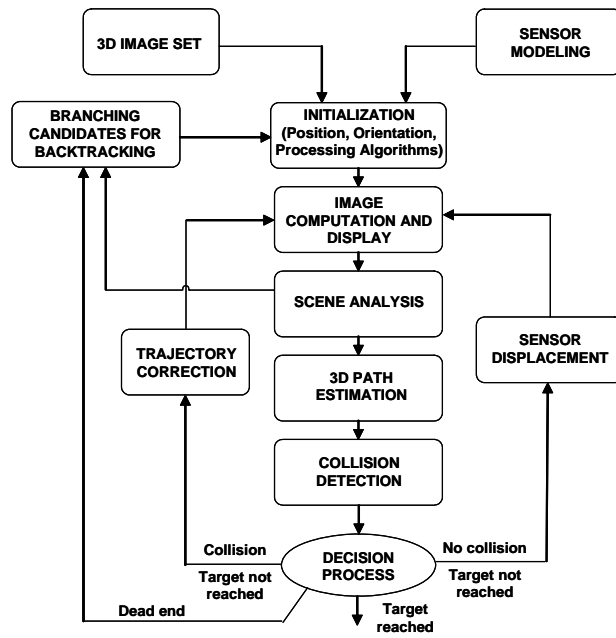 3D IMAGE SET
SENSOR
MODELING
BRANCHING
CANDIDATES FOR
BACKTRACKING
INITIALIZATION
(Position, Orientation,
Processing Algorithms)
IMAGE
COMPUTATION AND
DISPLAY
SCENE ANALYSIS
TRAJECTORY
CORRECTION
SENSOR
DISPLACEMENT
3D PATH
ESTIMATION
COLLISION
DETECTION
Collision
Target not
reached
DECISION
PROCESS
No collision
Target not
reached
Dead end
Target
reached